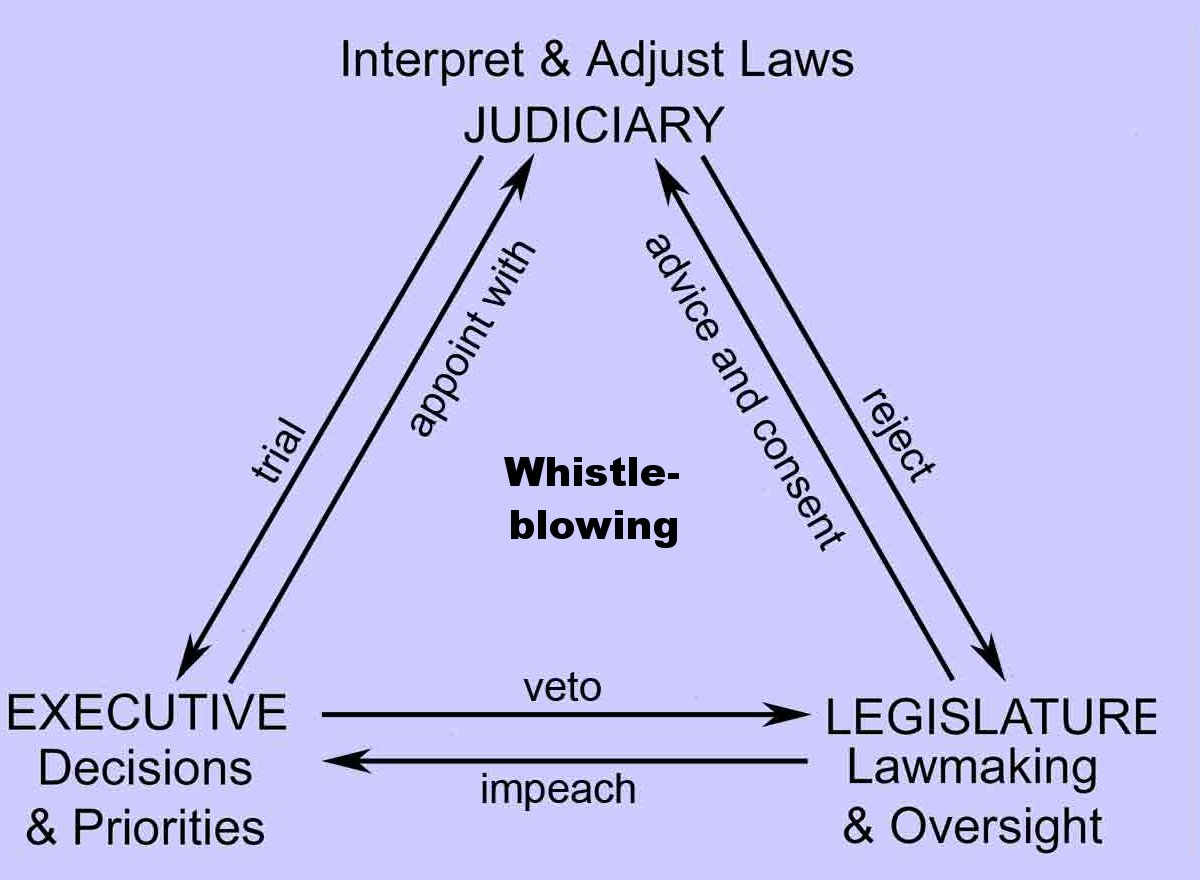 Interpret & Adjust Laws
JUDICIARY
trial
appoint with
advice and consent
reject
Whistle-
blowing
veto
impeach
EXECUTIVE
Decisions
& Priorities
LEGISLATURE
Lawmaking
& Oversight